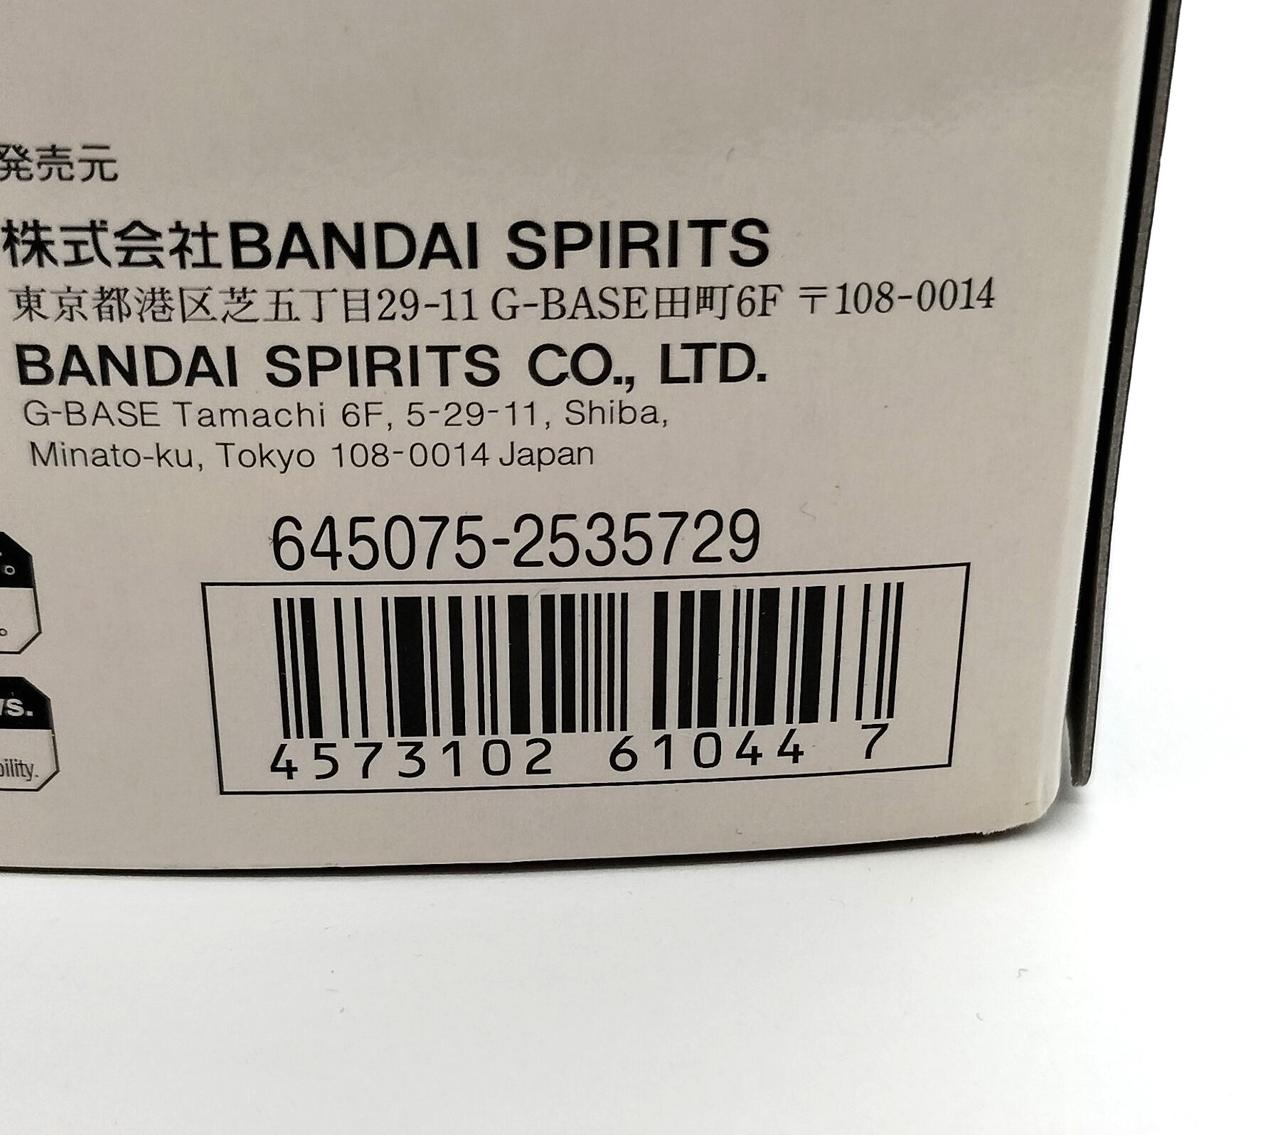 発売元
株式会社BANDAI SPIRITS
東京都港区芝五丁目29-11 G-BASE田町6F 〒108-0014
BANDAI SPIRITS CO., LTD.
G-BASE Tamachi 6F, 5-29-11, Shiba,
Minato-ku, Tokyo 108-0014 Japan
645075-2535729
4573102 61044 7